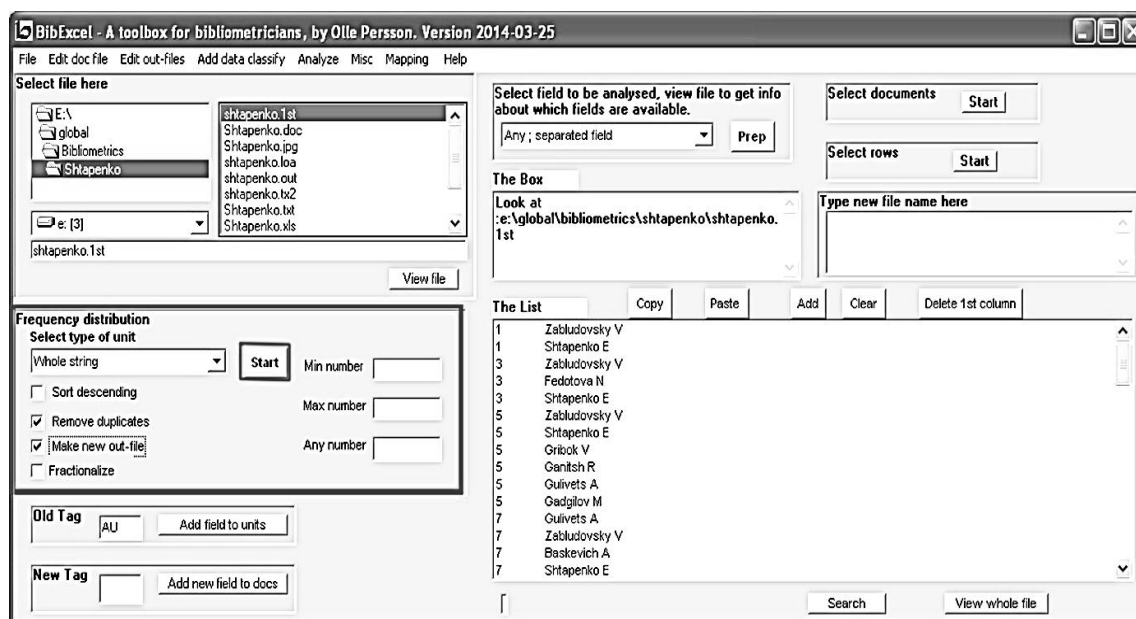 BibExcel - A toolbox for bibliometricians, by Olle Persson. Version 2014-03-25
File Edit doc file Edit out-files Add data classify Analyze Misc Mapping Help
Select file here
E:\
global
Bibliometrics
Shtapenko
e: [3]
shtapenko.1st
Shtapenko.doc
Shtapenko.jpg
shtapenko.loa
shtapenko.out
shtapenko.tx2
Shtapenko.txt
Shtapenko.xls
shtapenko.1st
View file
Frequency distribution
Select type of unit
Whole string
Start
Sort descending
Remove duplicates
Make new out-file
Fractionalize
Min number
Max number
Any number
Old Tag
AU
Add field to units
New Tag
Add new field to docs
Select field to be analysed, view file to get info
about which fields are available.
Any ; separated field
Prep
Select documents
Start
Select rows
Start
The Box
Look at
:e:\global\bibliometrics\shtapenko\shtapenko.
1st
Type new file name here
The List
Copy
Paste
Add
Clear
Delete 1st column
1 Zabludovsky V
1 Shtapenko E
3 Zabludovsky V
3 Fedotova N
3 Shtapenko E
5 Zabludovsky V
5 Shtapenko E
5 Gribok V
5 Ganitsh R
5 Gulivets A
5 Gadgilov M
7 Gulivets A
7 Zabludovsky V
7 Baskevich A
7 Shtapenko E
Search
View whole file